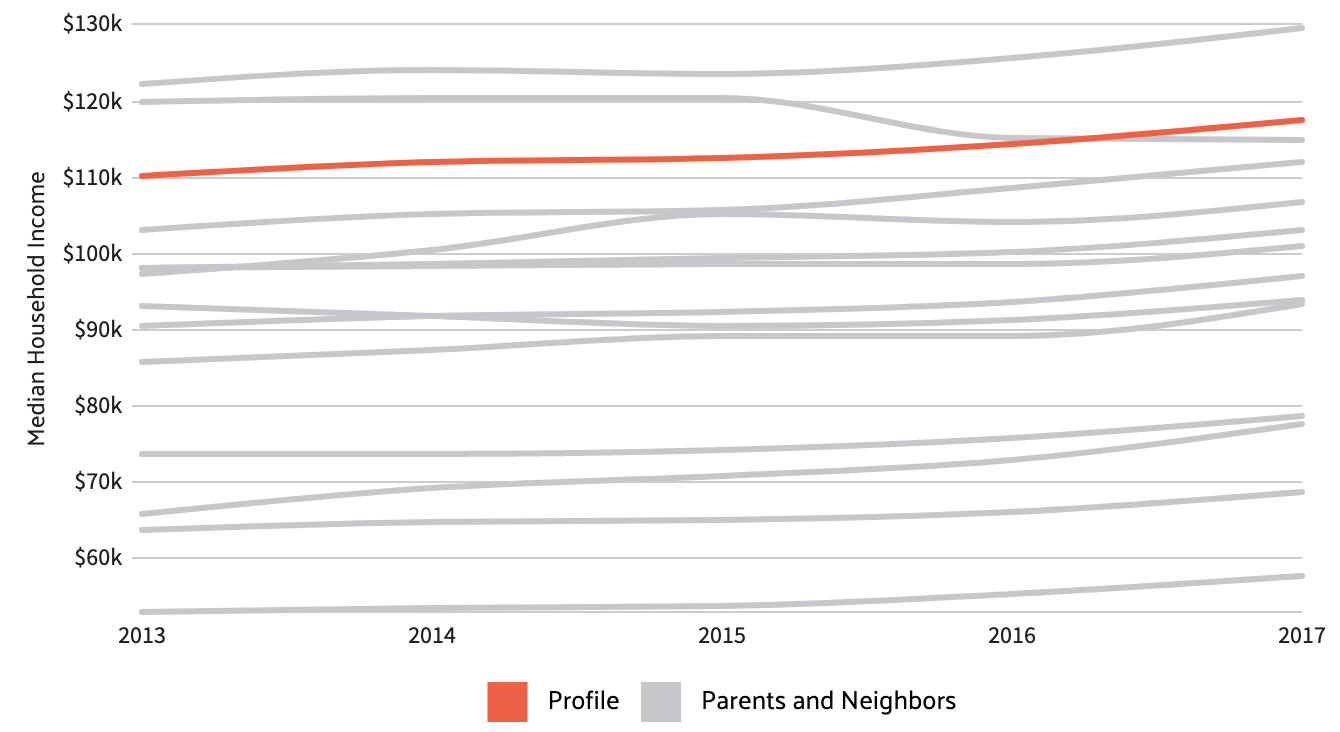 $130k
$120k
$110k
$100k
$90k
$80k
$70k
$60k
Median Household Income
2013 2014 2015 2016 2017
Profile Parents and Neighbors